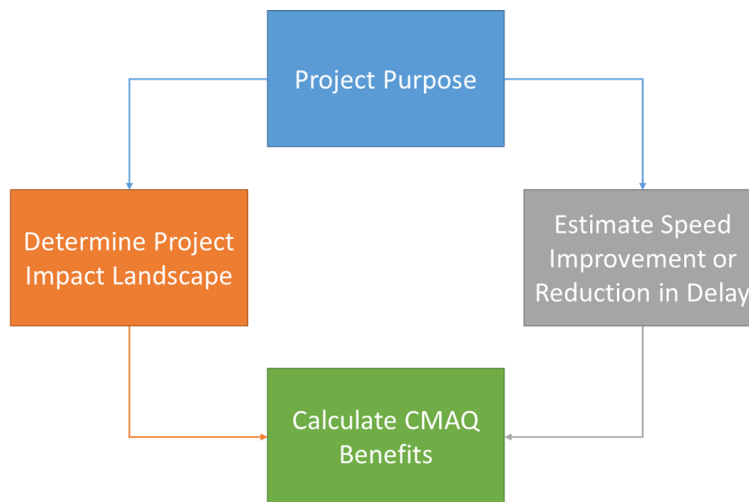 Project Purpose
Determine Project
Impact Landscape
Estimate Speed
Improvement or
Reduction in Delay
Calculate CMAQ
Benefits